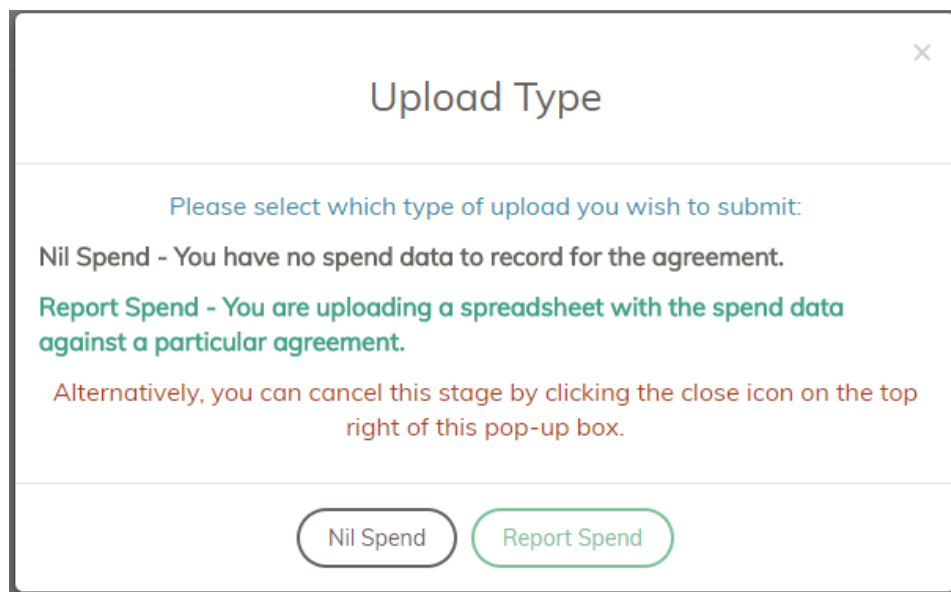 Upload Type
Please select which type of upload you wish to submit:
Nil Spend - You have no spend data to record for the agreement.
Report Spend - You are uploading a spreadsheet with the spend data
against a particular agreement.
Alternatively, you can cancel this stage by clicking the close icon on the top
right of this pop-up box.
Nil Spend
Report Spend